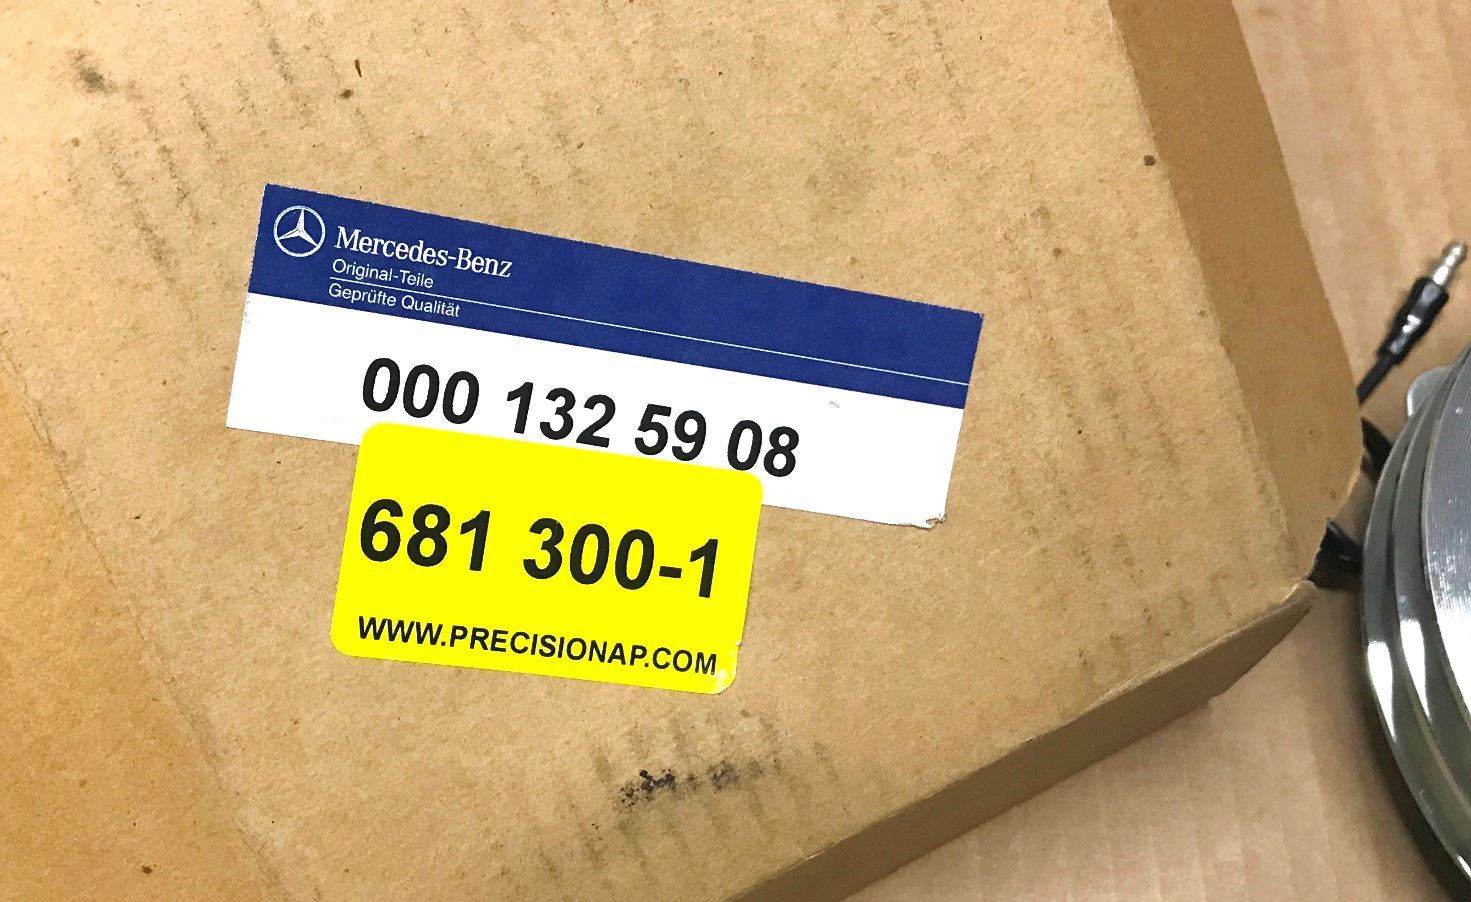 Mercedes-Benz
Original-Teile
Geprüfte Qualität
000 132 59 08
681 300-1
WWW.PRECISIONAP.COM